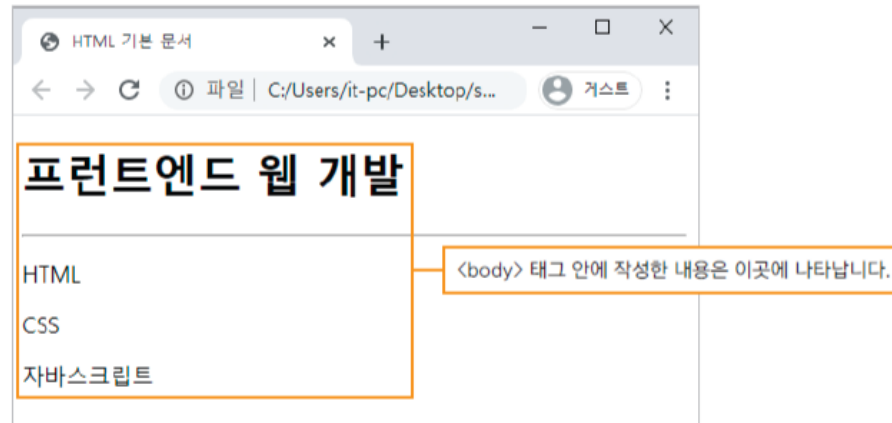 HTML 기본 문서
파일 | C:/Users/it-pc/Desktop/s...
게스트
프런트엔드 웹 개발
HTML
<body> 태그 안에 작성한 내용은 이곳에 나타납니다.
CSS
자바스크립트